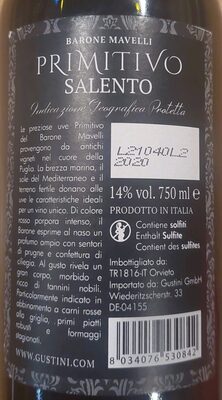 BARONE MAVELLI
PRIMITIVO
SALENTO
Indicazione Geografica Protetta
Le preziose uve Primitivo
del Barone Mavelli
provengono da antichi
vigneti nel cuore della
Puglia. La brezza marina, il
sole del Mediterraneo e il
terreno fertile donano alle
uve le caratteristiche ideali
per un vino unico. Di colore
rosso porpora intenso, il
Barone esprime al naso un
profumo ampio con sentori
di prugne e confettura di
ciliegia. Al gusto rivela un
gran corpo, morbido e
ricco di tannini nobili.
Particolarmente indicato in
abbinamento a carni rosse
alla griglia, primi piatti
robusti e formaggi
stagionati.
WWW.GUSTINI.COM
L21040L2
2020
14% vol. 750 ml e
PRODOTTO IN ITALIA
Contiene solfiti
Enthält Sulfite
Contient des sulfites
Imbottigliato da:
TR1816-IT Orvieto
Importato da: Gustini GmbH
Wiederitzscherstr. 33
DE-04155
8 034076 530842